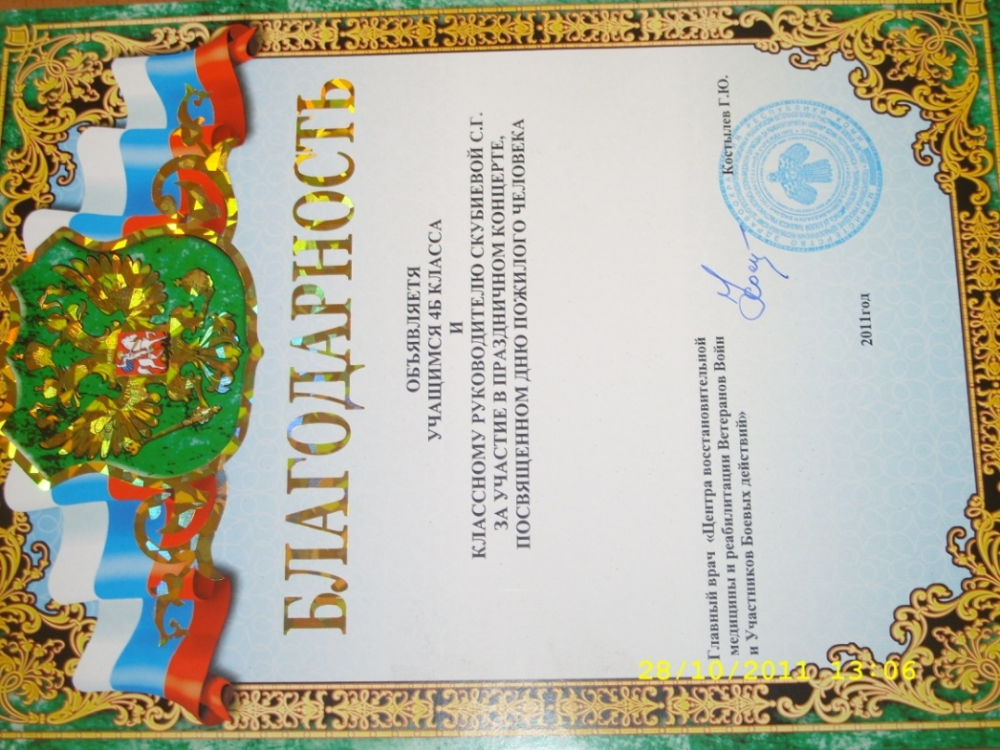 БЛАГОДАРНОСТЬ
ОБЪЯВЛЯЕТЯ
УЧАЩИМСЯ 4Б КЛАССА
И
КЛАССНОМУ РУКОВОДИТЕЛЮ СКУБИЕВОЙ С.Г.
ЗА УЧАСТИЕ В ПРАЗДНИЧНОМ КОНЦЕРТЕ,
ПОСВЯЩЕННОМ ДНЮ ПОЖИЛОГО ЧЕЛОВЕКА
Главный врач «Центра восстановительной
медицины и реабилитации Ветеранов Войн
и Участников Боевых действий»
Костылев Г.Ю.
2011год
28/10/2011 13:06